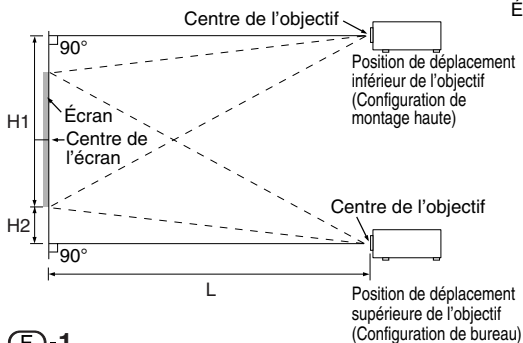 É
Centre de l'objectif
90°
Position de déplacement
inférieur de l'objectif
(Configuration de
montage haute)
H1
Écran
Centre de
l'écran
Centre de l'objectif
H2
90°
L
Position de déplacement
supérieure de l'objectif
(Configuration de bureau)
-1